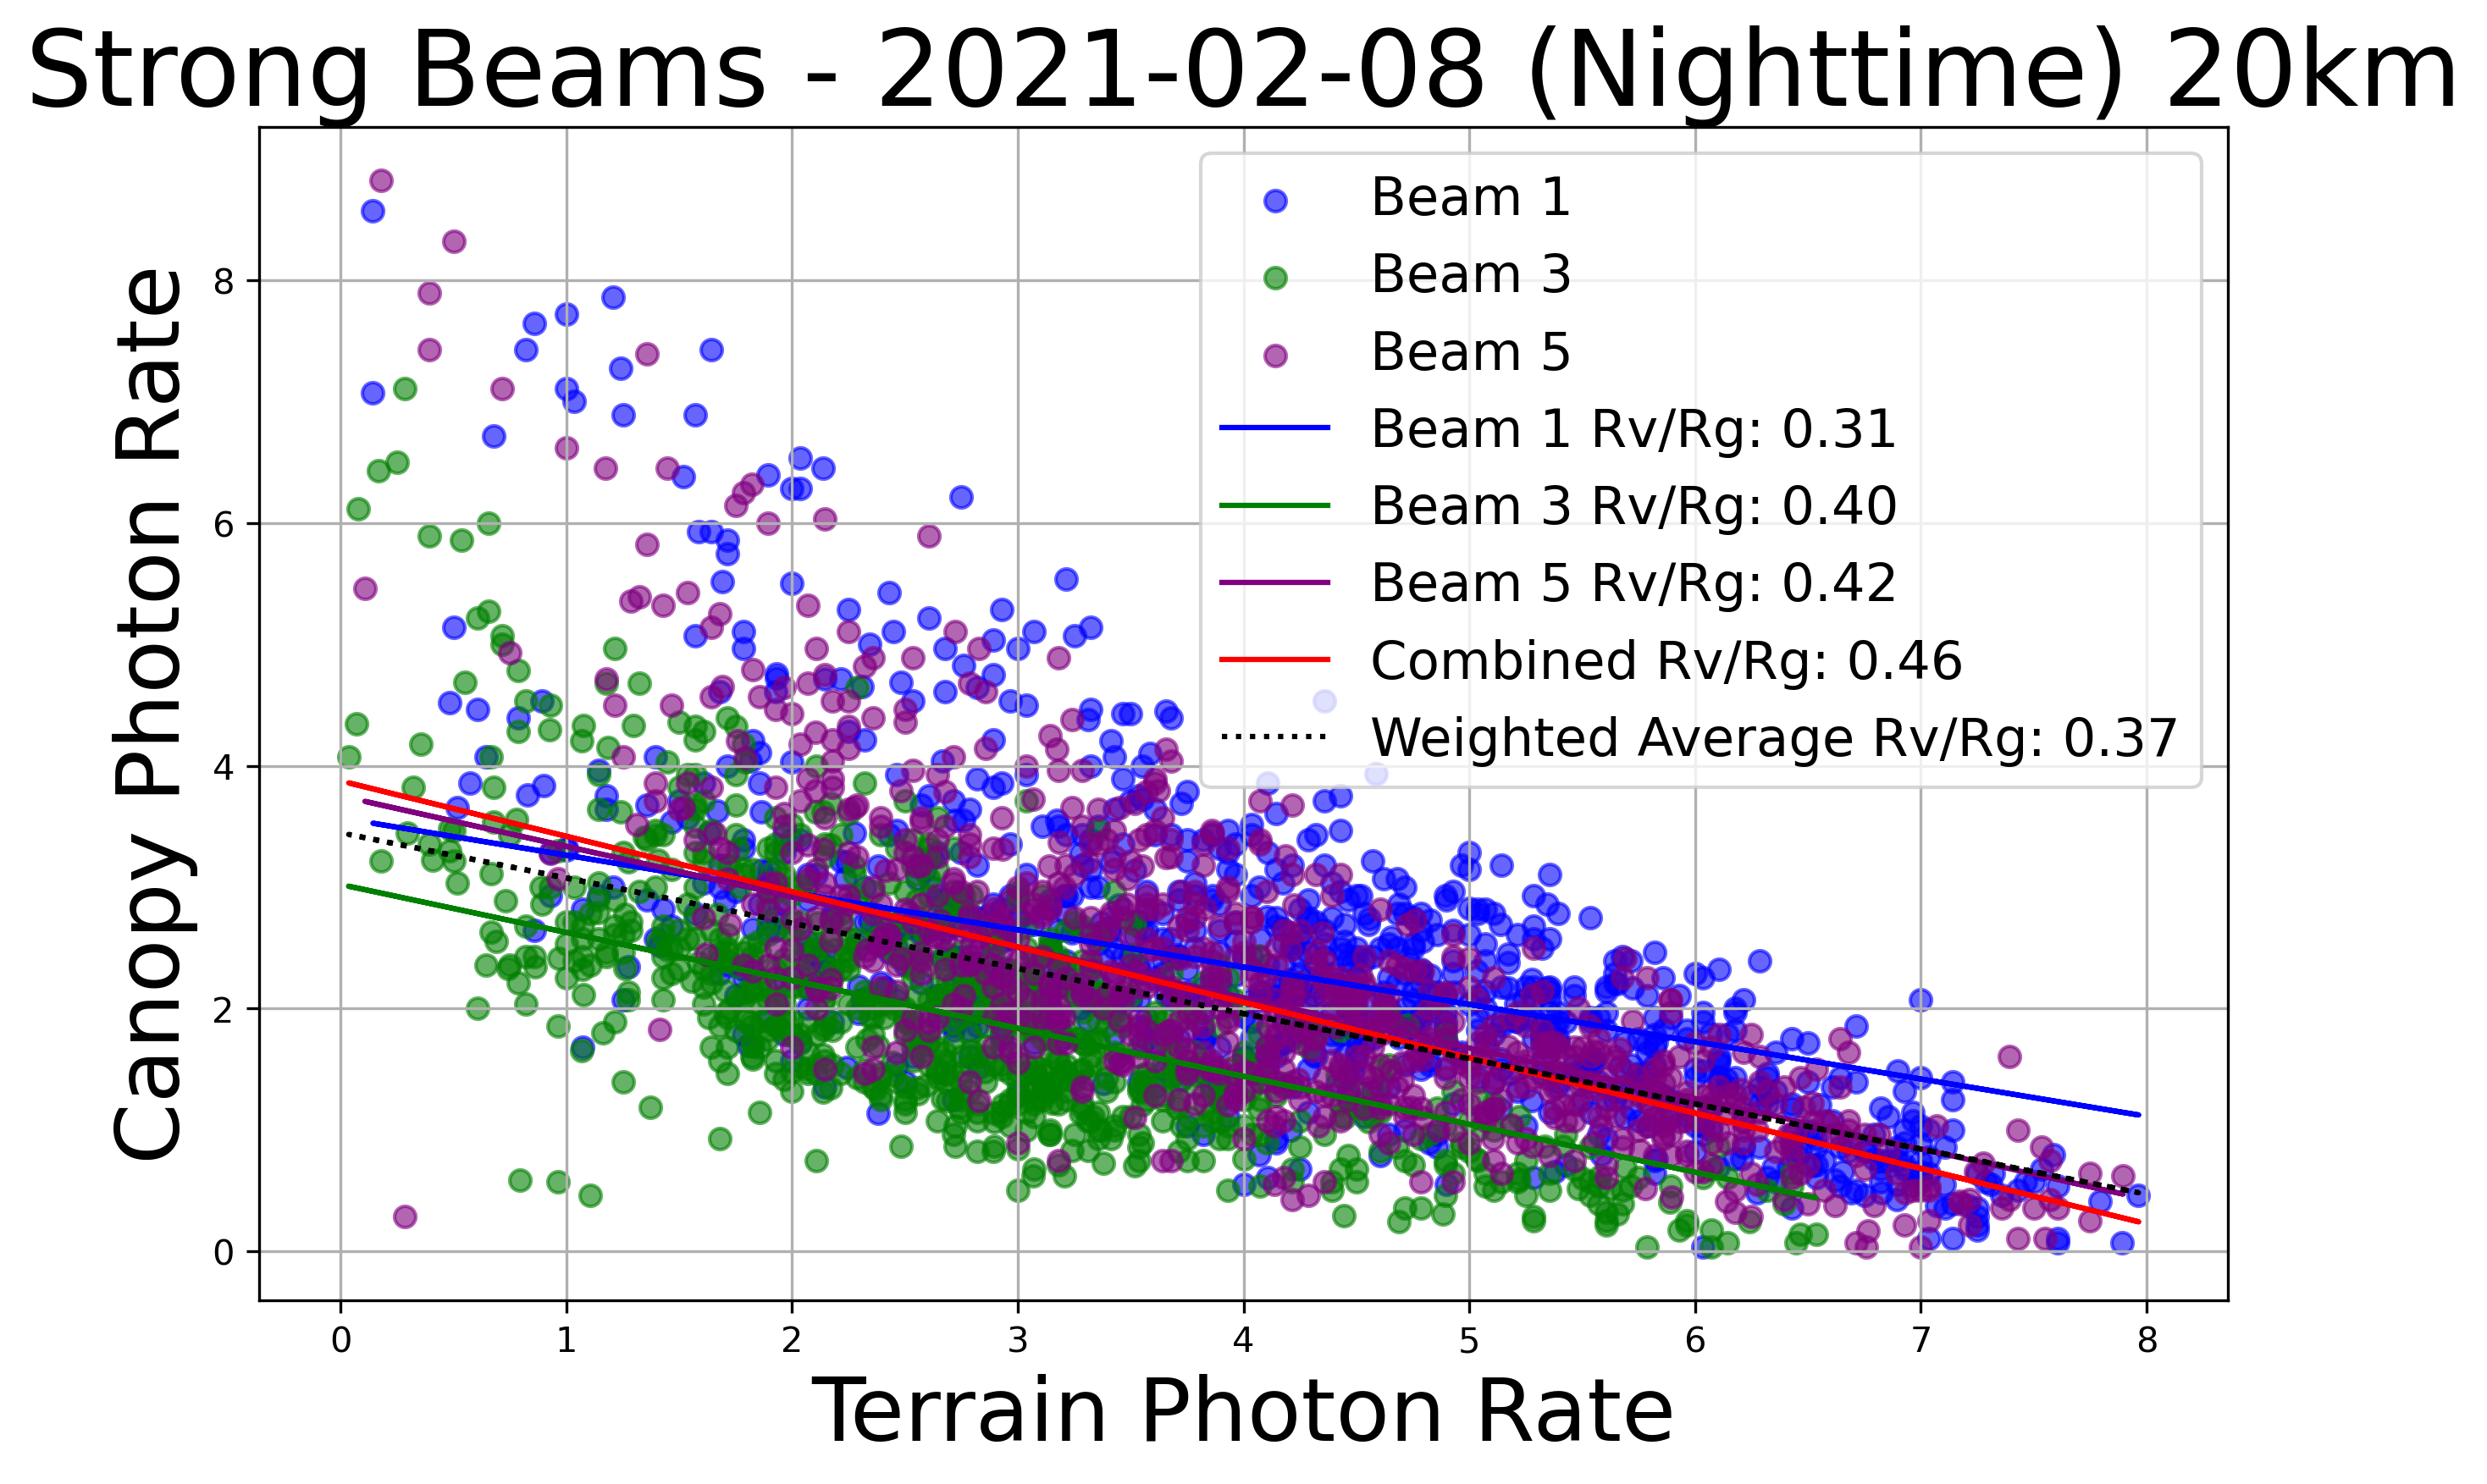 Strong Beams - 2021-02-08 (Nighttime) 20km
Canopy Photon Rate
8
6
4
2
0
Beam 1
Beam 3
Beam 5
Beam 1 Rv/Rg: 0.31
Beam 3 Rv/Rg: 0.40
Beam 5 Rv/Rg: 0.42
Combined Rv/Rg: 0.46
Weighted Average Rv/Rg: 0.37
0 1 2 3 4 5 6 7 8
Terrain Photon Rate